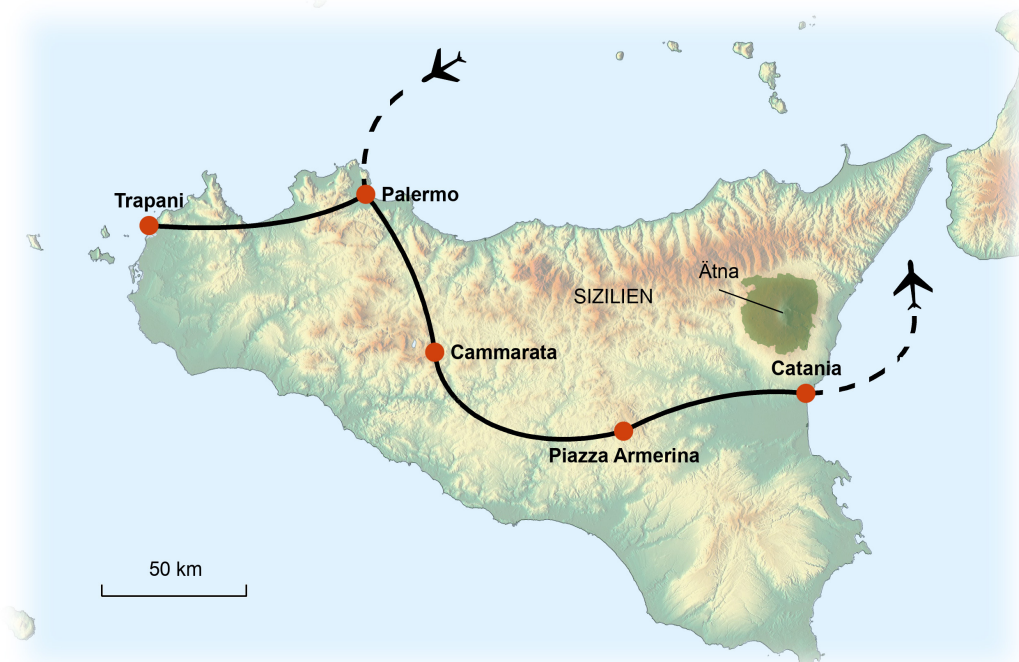 Trapani
Palermo
Ätna
SIZILIEN
Cammarata
Catania
Piazza Armerina
50 km